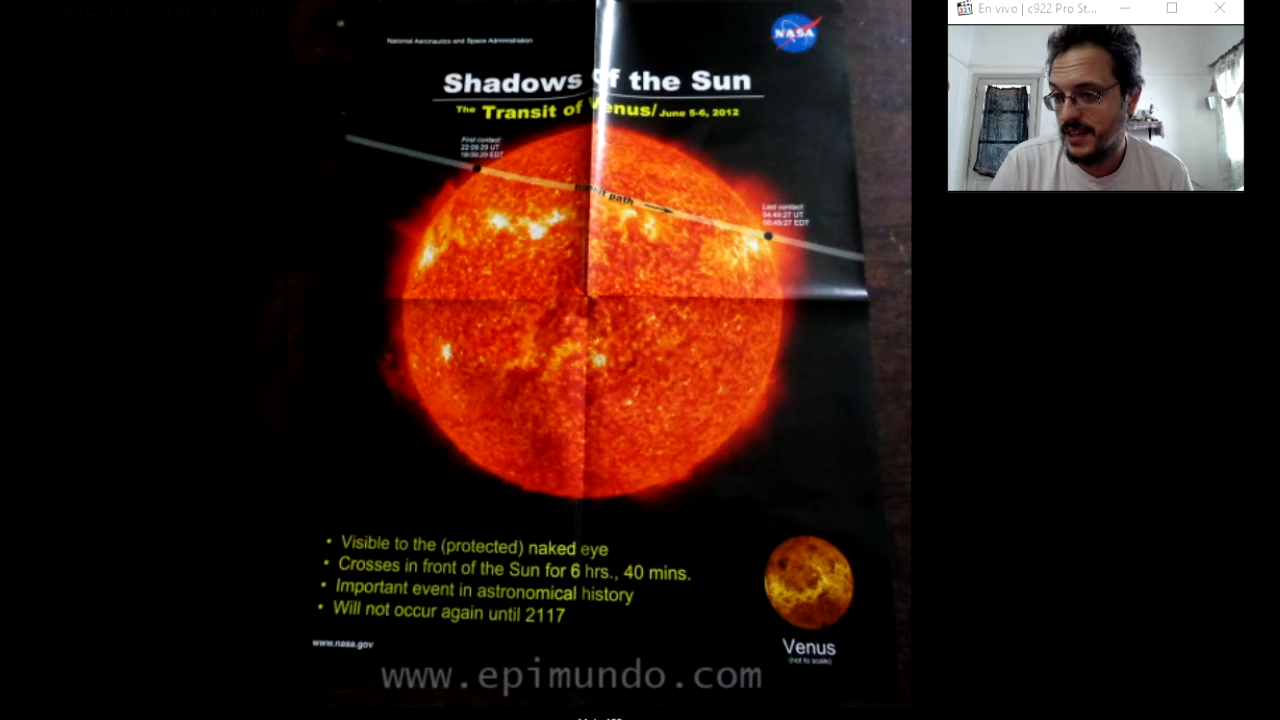 En vivo | c922 Pro St...
National Aeronautics and Space Administration
NASA
Shadows of the Sun
The Transit of Venus/ June 5-6, 2012
First contact:
22:09:29 UT
18:09:29 EDT
transit path
Last contact:
04:49:27 UT
00:49:27 EDT
• Visible to the (protected) naked eye
• Crosses in front of the Sun for 6 hrs., 40 mins.
• Important event in astronomical history
• Will not occur again until 2117
Venus
(not to scale)
www.nasa.gov
www.epimundo.com